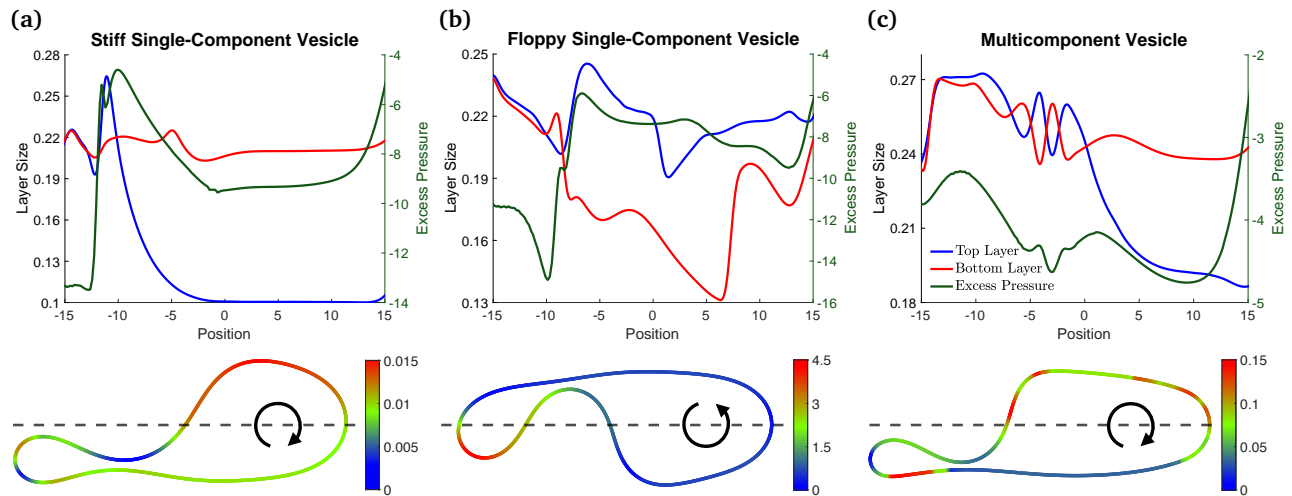 (a)
Stiff Single-Component Vesicle
0.28
0.25
0.22
0.19
0.16
0.13
0.1
Layer Size
-4
-6
-8
-10
-12
-14
Excess Pressure
-15 -10 -5 0 5 10 15
Position
0.015
0.01
0.005
0
(b)
Floppy Single-Component Vesicle
0.25
0.22
0.19
0.16
0.13
Layer Size
-4
-6
-8
-10
-12
-14
-16
Excess Pressure
-15 -10 -5 0 5 10 15
Position
4.5
3
1.5
0
(c)
Multicomponent Vesicle
0.27
0.24
0.21
0.18
Layer Size
-2
-3
-4
-5
Excess Pressure
Top Layer
Bottom Layer
Excess Pressure
-15 -10 -5 0 5 10 15
Position
0.15
0.10
0.05
0